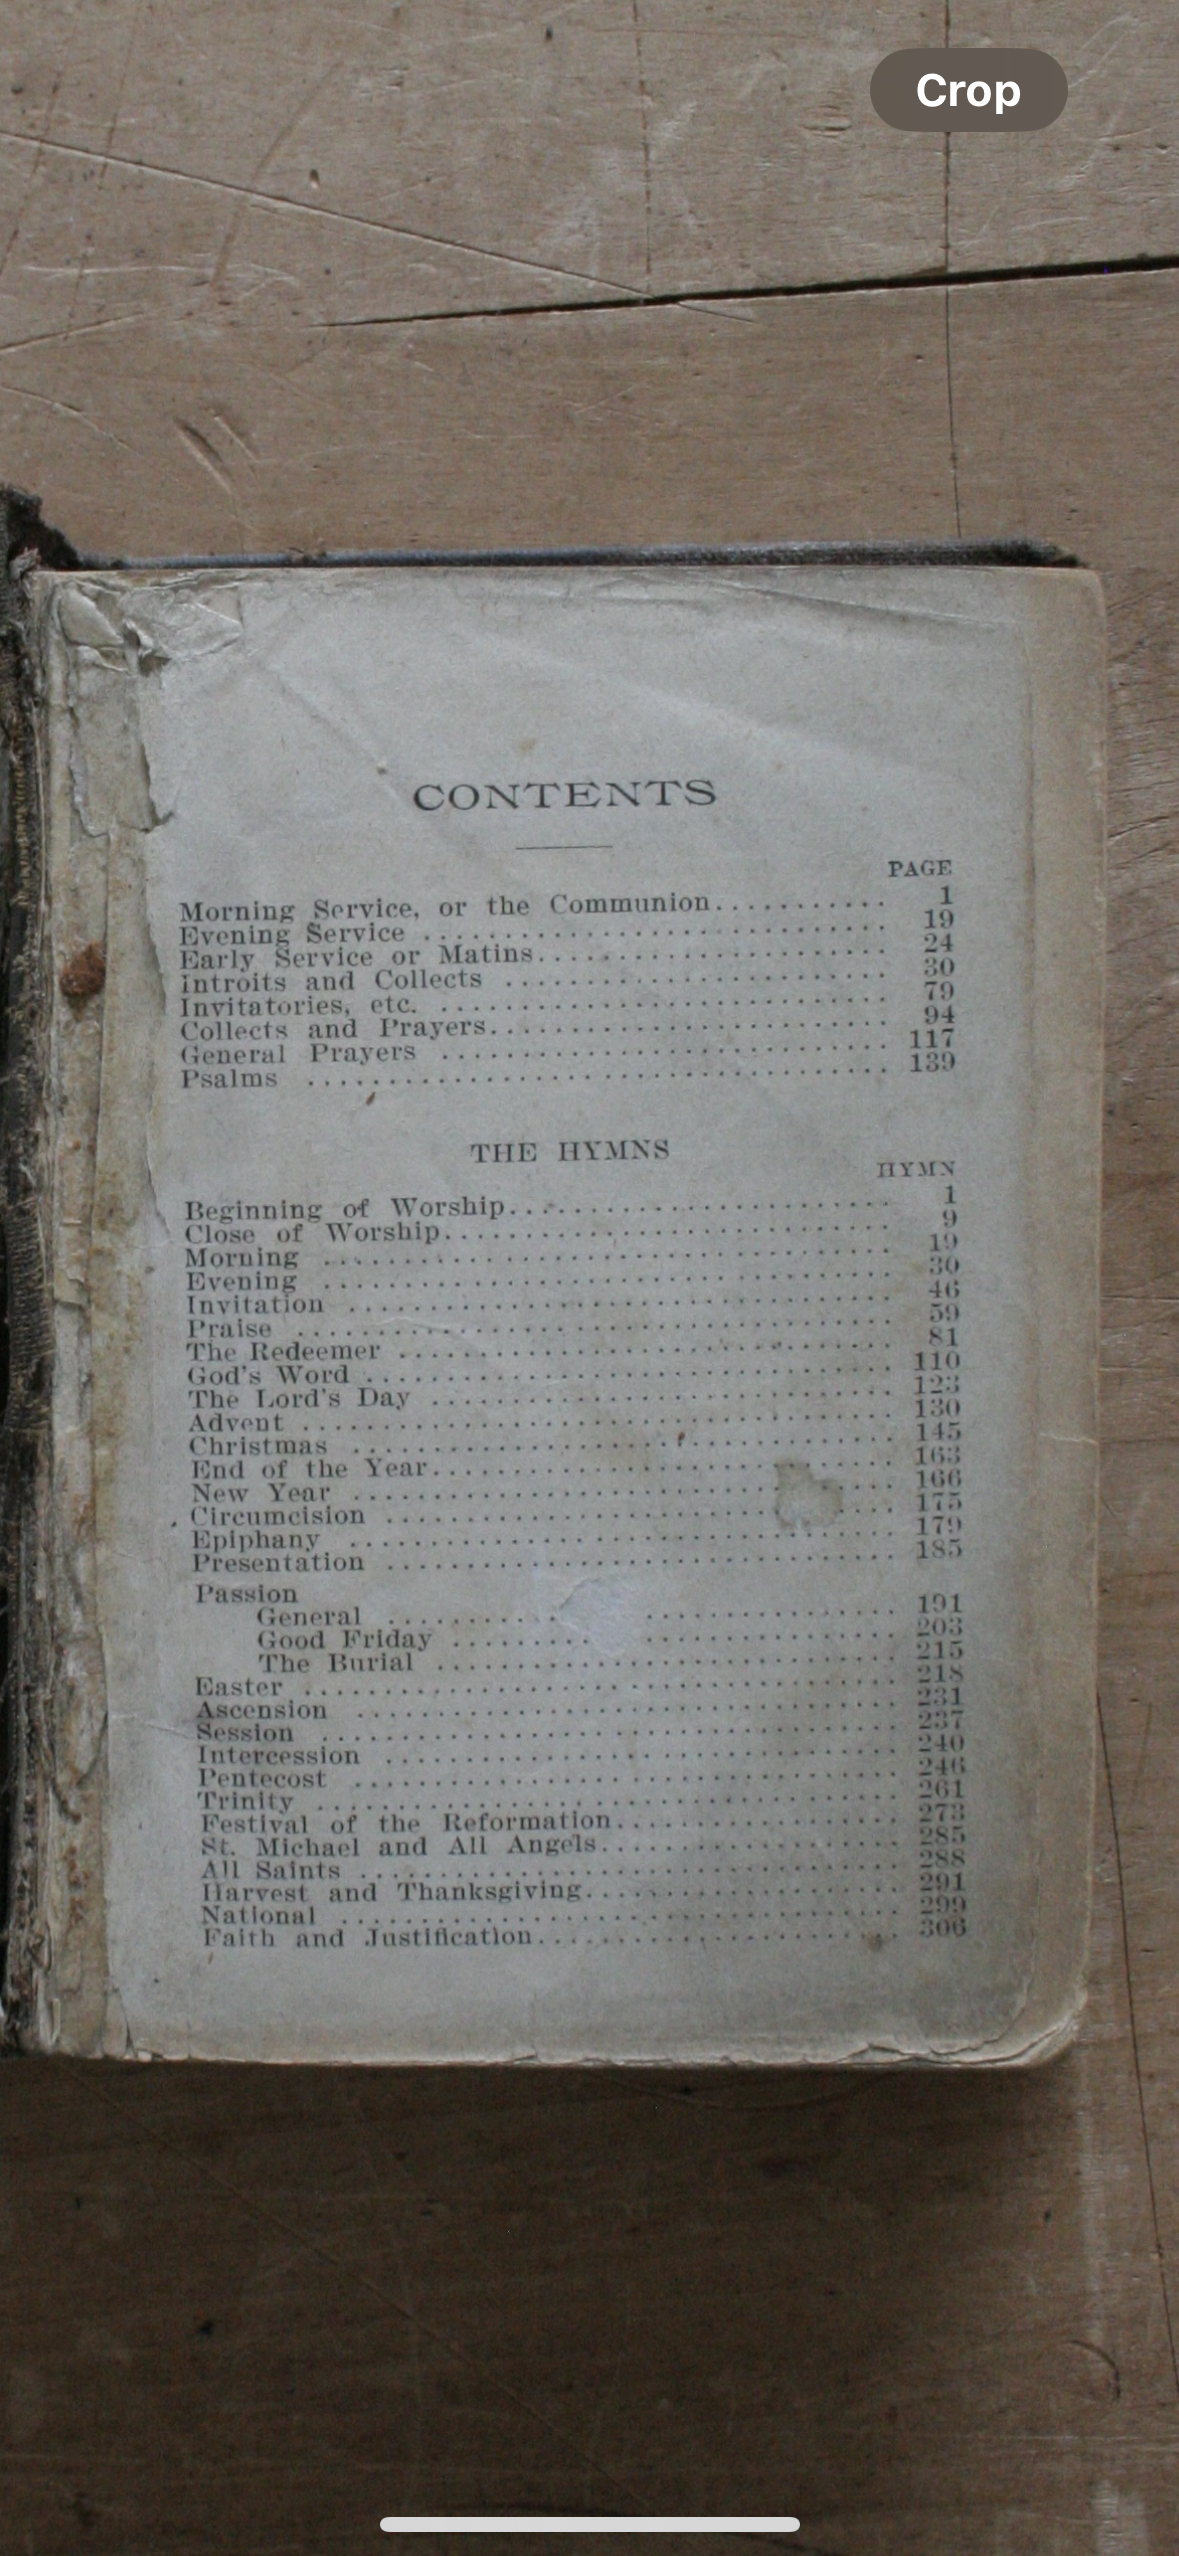 Crop
CONTENTS
PAGE
Morning Service, or the Communion........... 1
Evening Service ............................. 19
Early Service or Matins...................... 24
Introits and Collects ........................ 30
Invitatories, etc. ............................ 79
Collects and Prayers......................... 94
General Prayers ............................. 117
Psalms ..................................... 139
THE HYMNS
HYMN
Beginning of Worship........................ 1
Close of Worship............................ 9
Morning .................................... 19
Evening .................................... 30
Invitation ................................... 46
Praise ...................................... 59
The Redeemer ............................... 81
God's Word ................................. 110
The Lord's Day ............................. 123
Advent ..................................... 130
Christmas .................................. 145
End of the Year............................. 163
New Year .................................. 166
Circumcision ................................ 175
Epiphany ................................... 179
Presentation ................................ 185
Passion
General ........... ................ 191
Good Friday ......... ................ 203
The Burial ............................. 215
Easter ..................................... 218
Ascension .................................. 231
Session .................................... 237
Intercession ................................ 240
Pentecost .................................. 246
Trinity ..................................... 261
Festival of the Reformation.................. 273
St. Michael and All Angels................... 285
All Saints .................................. 288
Harvest and Thanksgiving.................... 291
National ................................... 299
Faith and Justification....................... 306